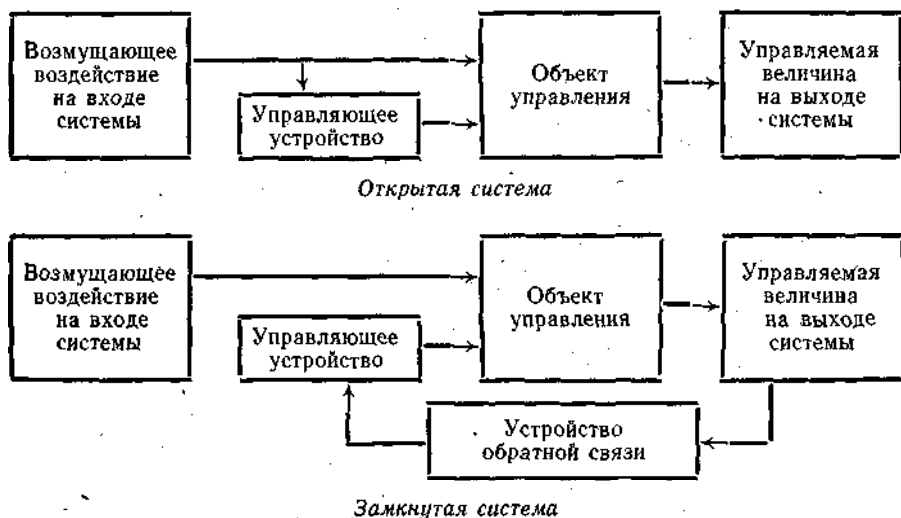 Возмущающее
воздействие
на входе
системы
Управляющее
устройство
Объект
управления
Управляемая
величина
на выходе
системы
Открытая система
Возмущающее
воздействие
на входе
системы
Управляющее
устройство
Объект
управления
Управляемая
величина
на выходе
системы
Устройство
обратной связи
Замкнутая система